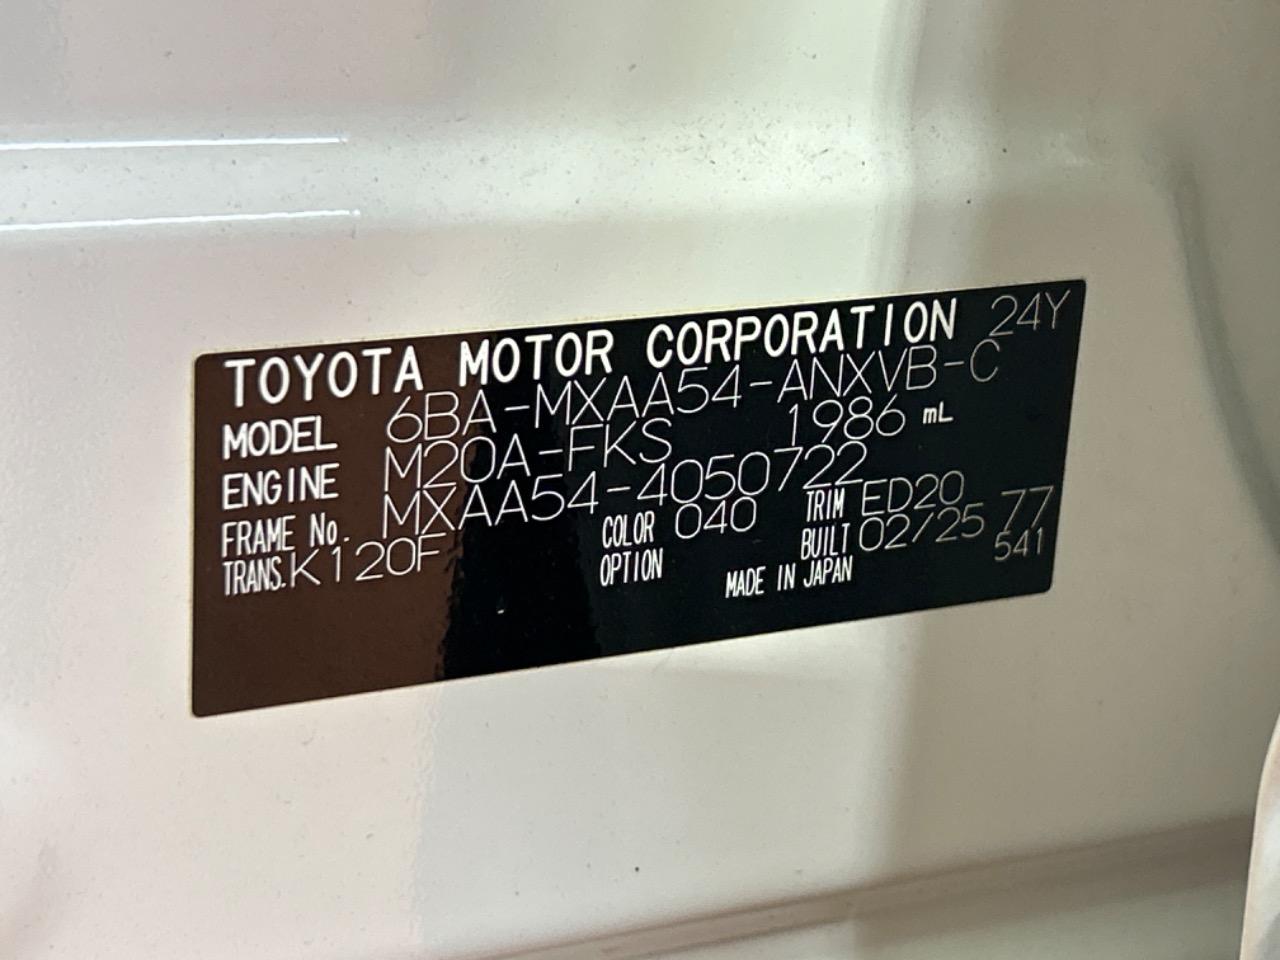 TOYOTA MOTOR CORPORATION 24Y
MODEL 6BA-MXAA54-ANXVB-C
ENGINE M20A-FKS 1986 mL
FRAME No. MXAA54-4050722
COLOR 040 TRIM ED20
TRANS. K120F OPTION BUILT 02/25 77
MADE IN JAPAN 541